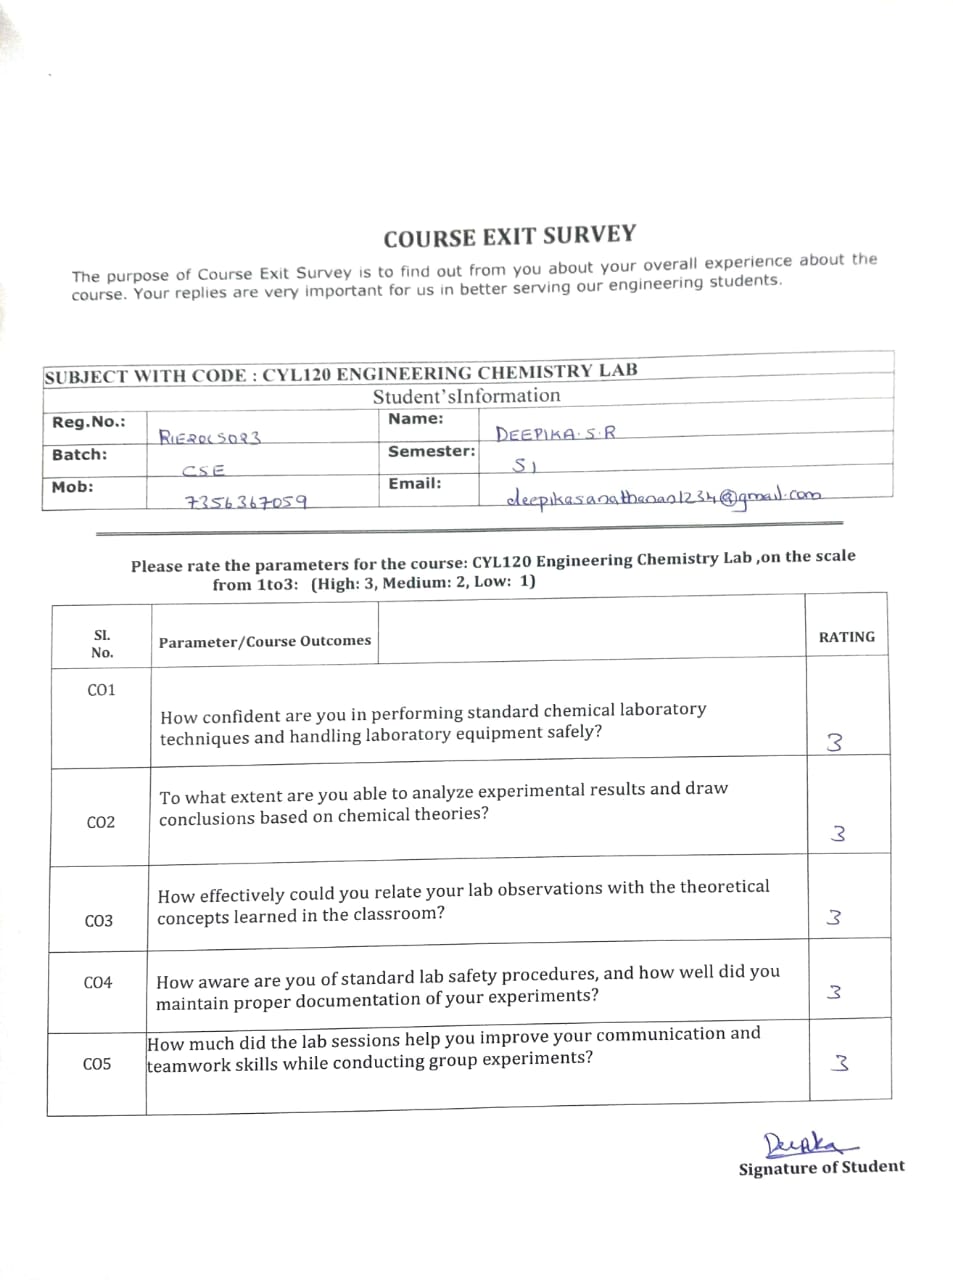 COURSE EXIT SURVEY
The purpose of Course Exit Survey is to find out from you about your overall experience about the
course. Your replies are very important for us in better serving our engineering students.
SUBJECT WITH CODE : CYL120 ENGINEERING CHEMISTRY LAB
Student'sInformation
Reg.No.: Name: DEEPIKA.S.R
Batch: CSE Semester: S1
Mob: 7356367059 Email: deepikasanathanan1234@gmail.com
Please rate the parameters for the course: CYL120 Engineering Chemistry Lab ,on the scale
from 1to3: (High: 3, Medium: 2, Low: 1)
Sl.
No.
Parameter/Course Outcomes
RATING
CO1
How confident are you in performing standard chemical laboratory
techniques and handling laboratory equipment safely?
3
CO2
To what extent are you able to analyze experimental results and draw
conclusions based on chemical theories?
3
CO3
How effectively could you relate your lab observations with the theoretical
concepts learned in the classroom?
3
CO4
How aware are you of standard lab safety procedures, and how well did you
maintain proper documentation of your experiments?
3
CO5
How much did the lab sessions help you improve your communication and
teamwork skills while conducting group experiments?
3
Signature of Student